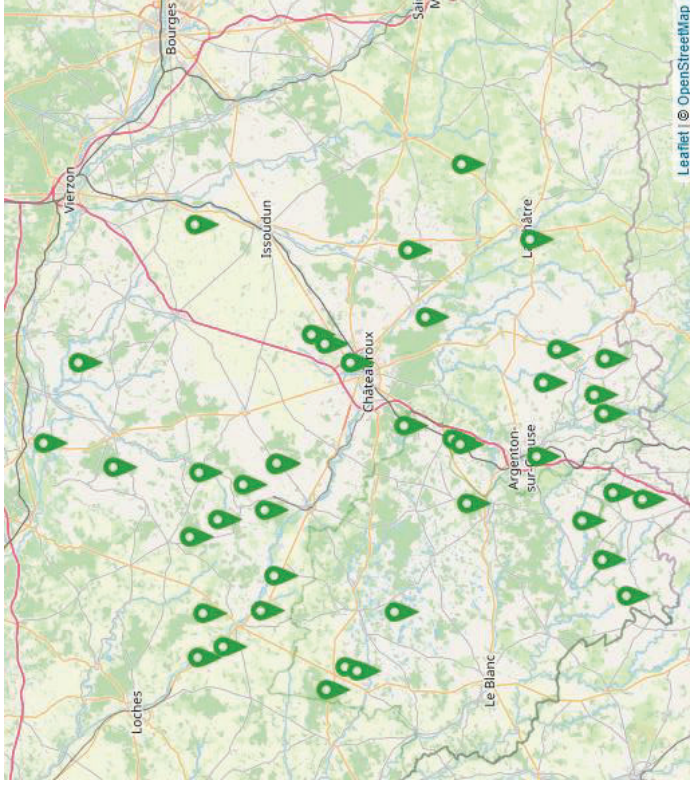 Bourges
Vierzon
Issoudun
Loches
Châteauroux
Argenton-
sur-Creuse
Le Blanc
Leaflet | © OpenStreetMap